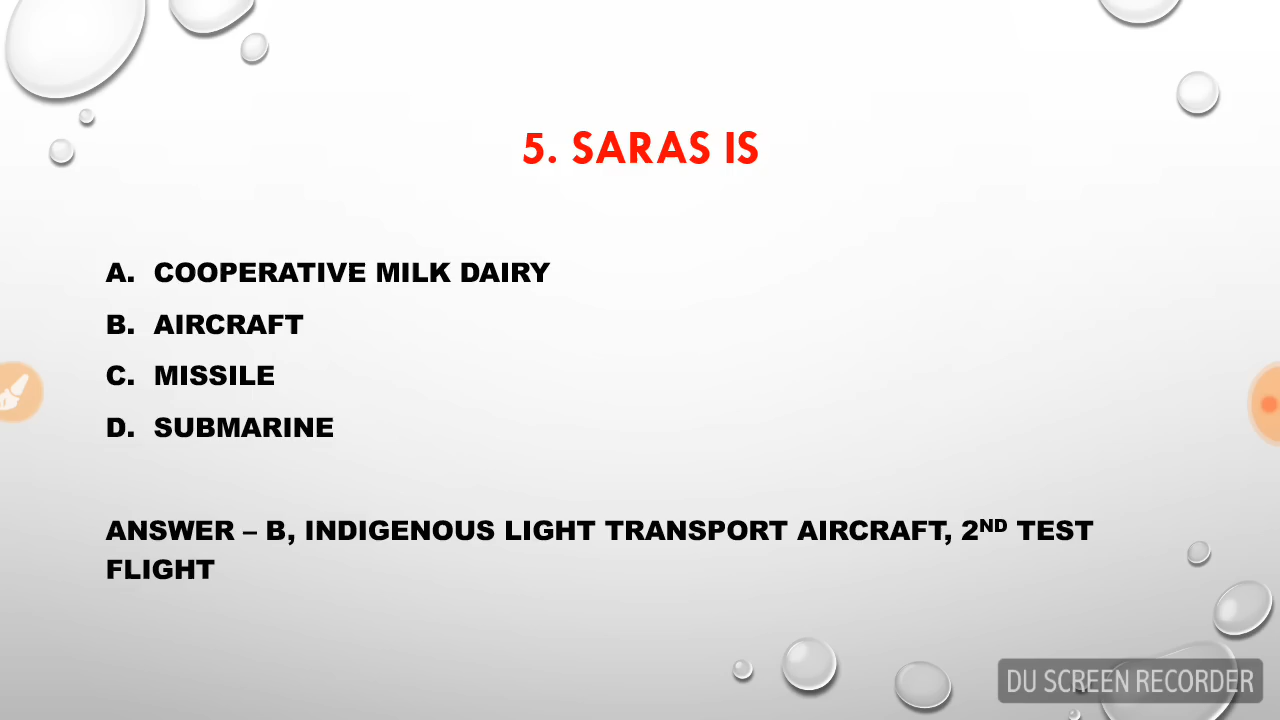 5. SARAS IS
A. COOPERATIVE MILK DAIRY
B. AIRCRAFT
C. MISSILE
D. SUBMARINE
ANSWER – B, INDIGENOUS LIGHT TRANSPORT AIRCRAFT, 2ND TEST
FLIGHT
DU SCREEN RECORDER